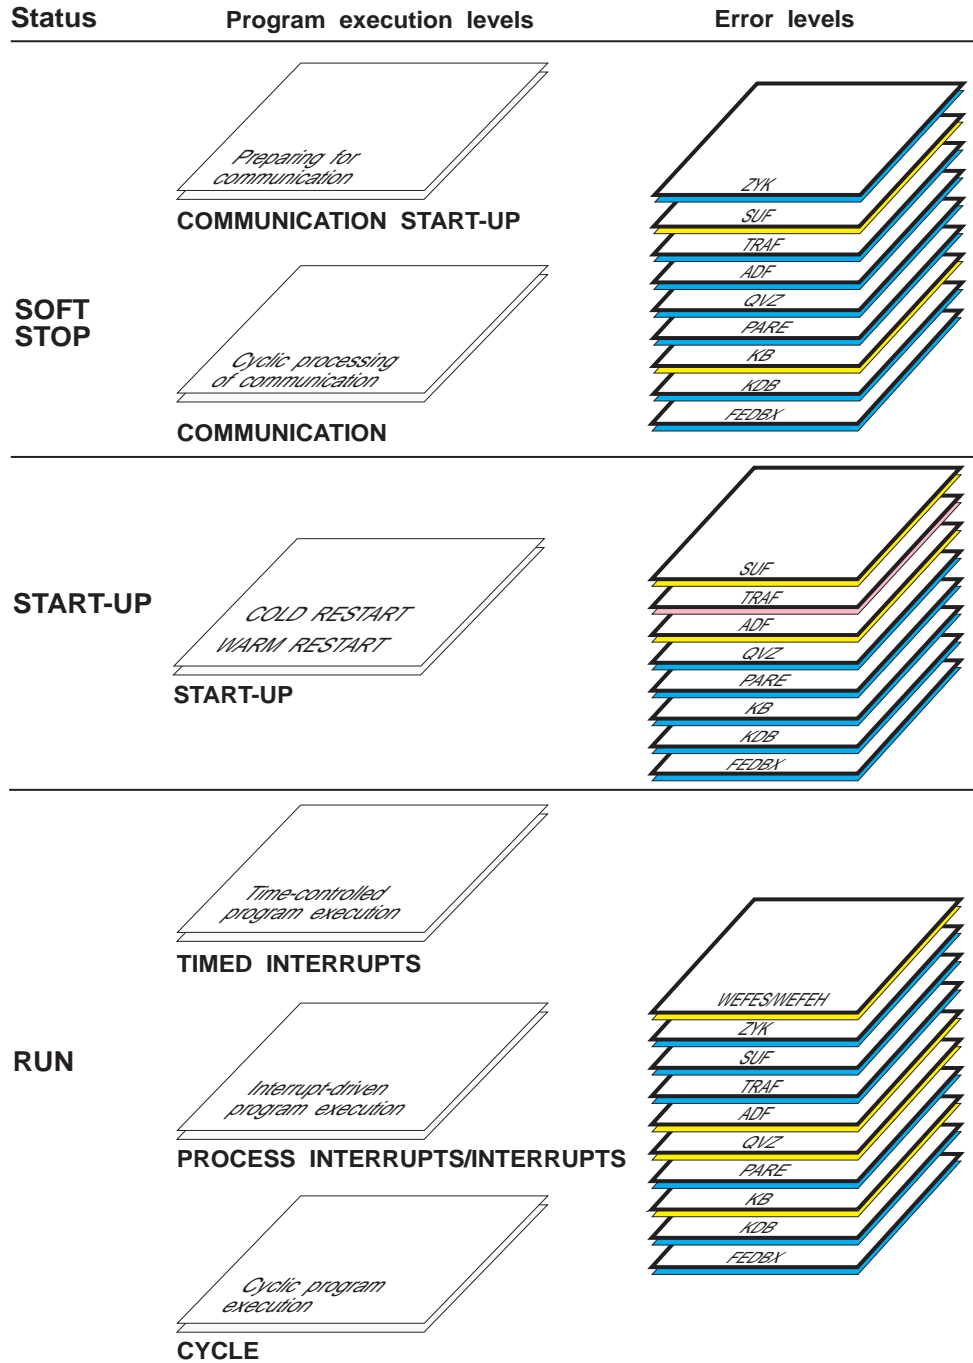 Status Program execution levels Error levels
Preparing for
communication
COMMUNICATION START-UP
SOFT
STOP
Cyclic processing
of communication
COMMUNICATION
ZYK
SUF
TRAF
ADF
QVZ
PARE
KB
KDB
FEDBX
START-UP
COLD RESTART
WARM RESTART
START-UP
SUF
TRAF
ADF
QVZ
PARE
KB
KDB
FEDBX
RUN
Time-controlled
program execution
TIMED INTERRUPTS
Interrupt-driven
program execution
PROCESS INTERRUPTS/INTERRUPTS
Cyclic program
execution
CYCLE
WEFES/WEFEH
ZYK
SUF
TRAF
ADF
QVZ
PARE
KB
KDB
FEDBX